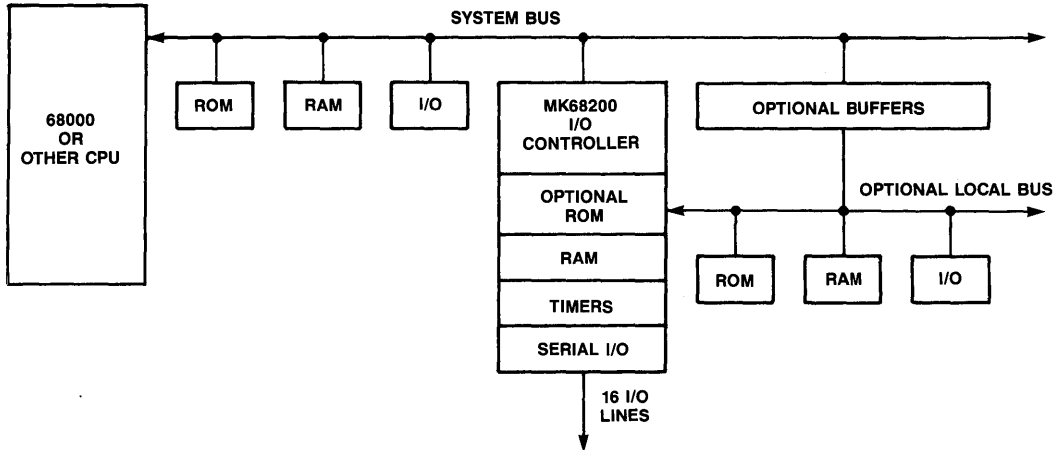 SYSTEM BUS
68000
OR
OTHER CPU
ROM
RAM
I/O
MK68200
I/O
CONTROLLER
OPTIONAL BUFFERS
OPTIONAL
ROM
OPTIONAL LOCAL BUS
RAM
TIMERS
SERIAL I/O
ROM
RAM
I/O
16 I/O
LINES